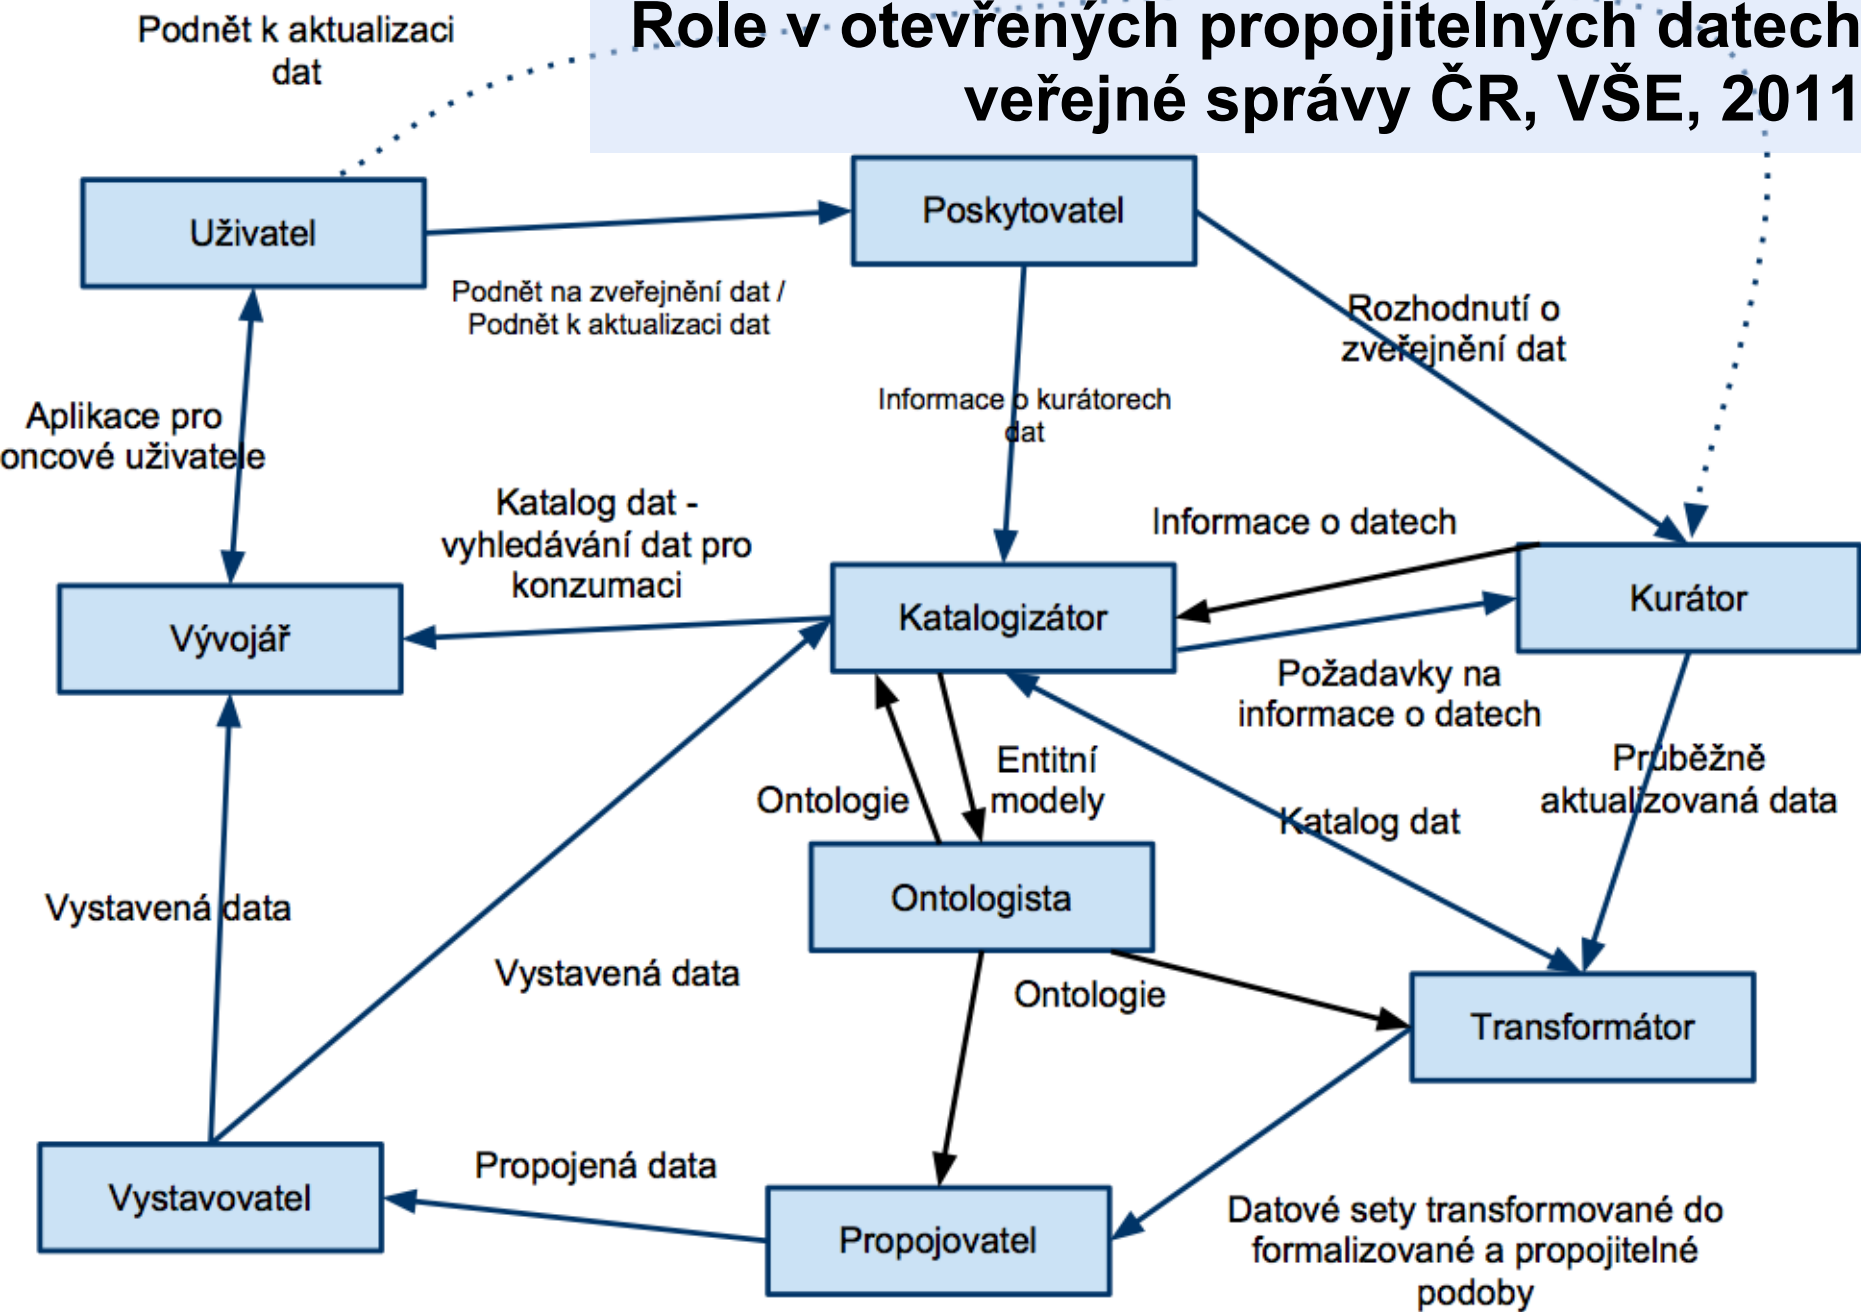 Podnět k aktualizaci
dat
Role v otevřených propojitelných datech
veřejné správy ČR, VŠE, 2011
Uživatel
Poskytovatel
Podnět na zveřejnění dat /
Podnět k aktualizaci dat
Rozhodnutí o
zveřejnění dat
Informace o kurátorech
dat
Aplikace pro
oncové uživatele
Katalog dat -
vyhledávání dat pro
konzumaci
Informace o datech
Vývojář
Katalogizátor
Kurátor
Požadavky na
informace o datech
Entitní
modely
Ontologie
Průběžně
aktualizovaná data
Katalog dat
Ontologista
Vystavená data
Vystavená data
Ontologie
Transformátor
Propojená data
Vystavovatel
Propojovatel
Datové sety transformované do
formalizované a propojitelné
podoby